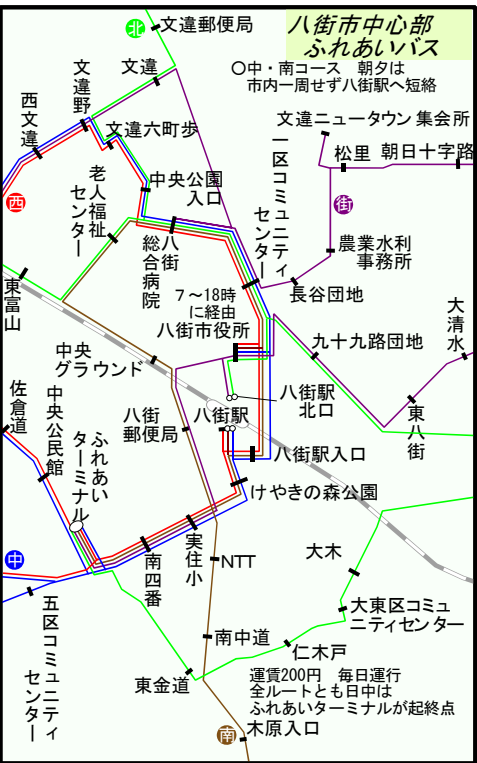 八街市中心部
ふれあいバス
○中・南コース 朝夕は
市内一周せず八街駅へ短絡
北
文違郵便局
文違
文違野
西文違
文違六町歩
文違ニュータウン 集会所
松里
朝日十字路
西
老人福祉
センター
中央公園
入口
一区コミュニティ
センター
街
八街
総合病院
農業水利
事務所
長谷団地
7～18時
に経由
八街市役所
東富山
大清水
九十九路団地
中央
グラウンド
佐倉道
中央公民館
ふれあい
ターミナル
八街
郵便局
八街駅
八街駅
北口
東八街
八街駅入口
けやきの森公園
中
南四番
実住小
NTT
大木
五区コミュニティ
センター
大東区コミュ
ニティセンター
南中道
仁木戸
東金道
運賃200円 毎日運行
全ルートとも日中は
ふれあいターミナルが起終点
南
木原入口